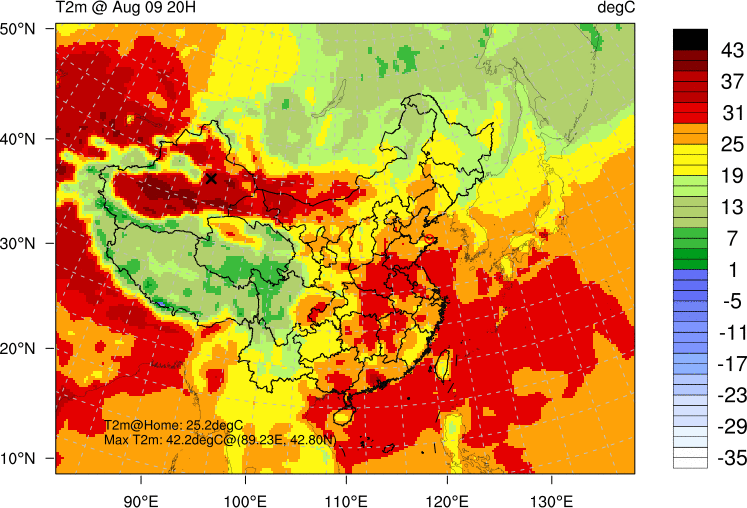 T2m @ Aug 09 20H
degC
50°N
40°N
30°N
20°N
10°N
90°E
100°E
110°E
120°E
130°E
T2m@Home: 25.2degC
Max T2m: 42.2degC@(89.23E, 42.80N)
43
37
31
25
19
13
7
1
-5
-11
-17
-23
-29
-35